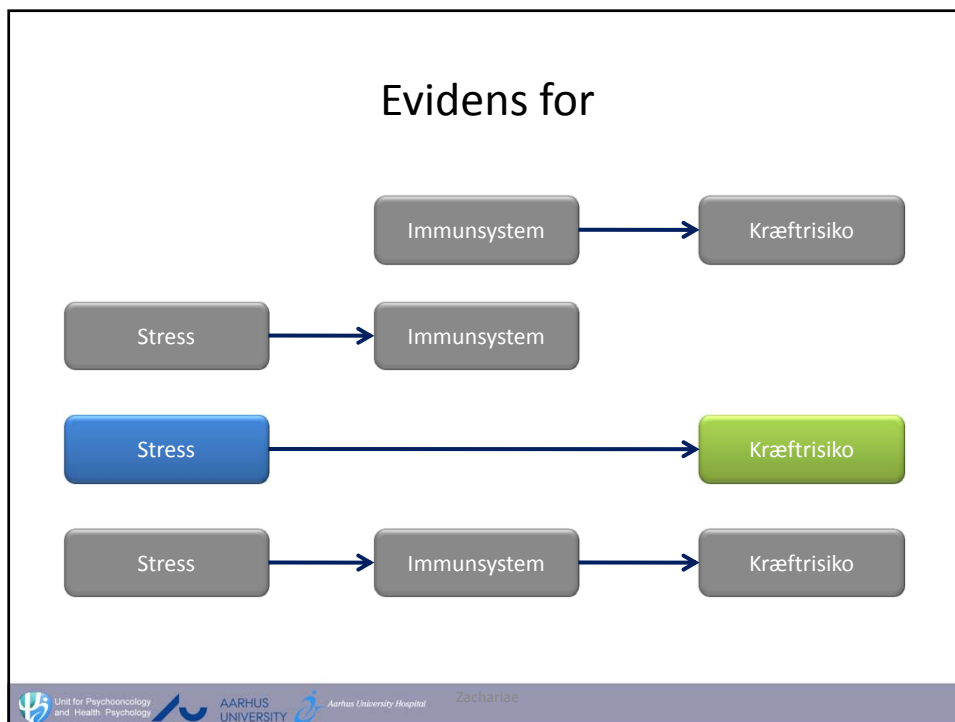 Evidens for
Immunsystem
Kræftrisiko
Stress
Immunsystem
Stress
Kræftrisiko
Stress
Immunsystem
Kræftrisiko
Unit for Psychooncology
and Health Psychology
AARHUS
UNIVERSITY
Aarhus University Hospital
Zachariae